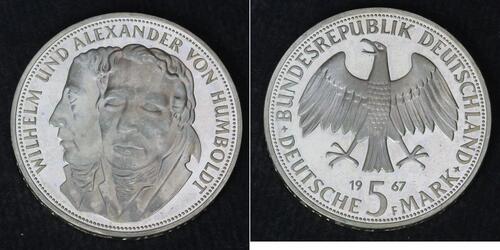 WILHELM UND ALEXANDER VON HUMBOLDT
BUNDESREPUBLIK DEUTSCHLAND
19 67
5
F
DEUTSCHE MARK